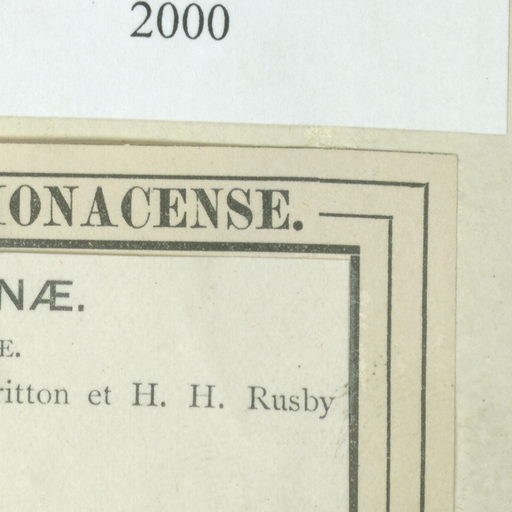 2000
IONACENSE.
NÆ.
Æ.
ritton et H. H. Rusby